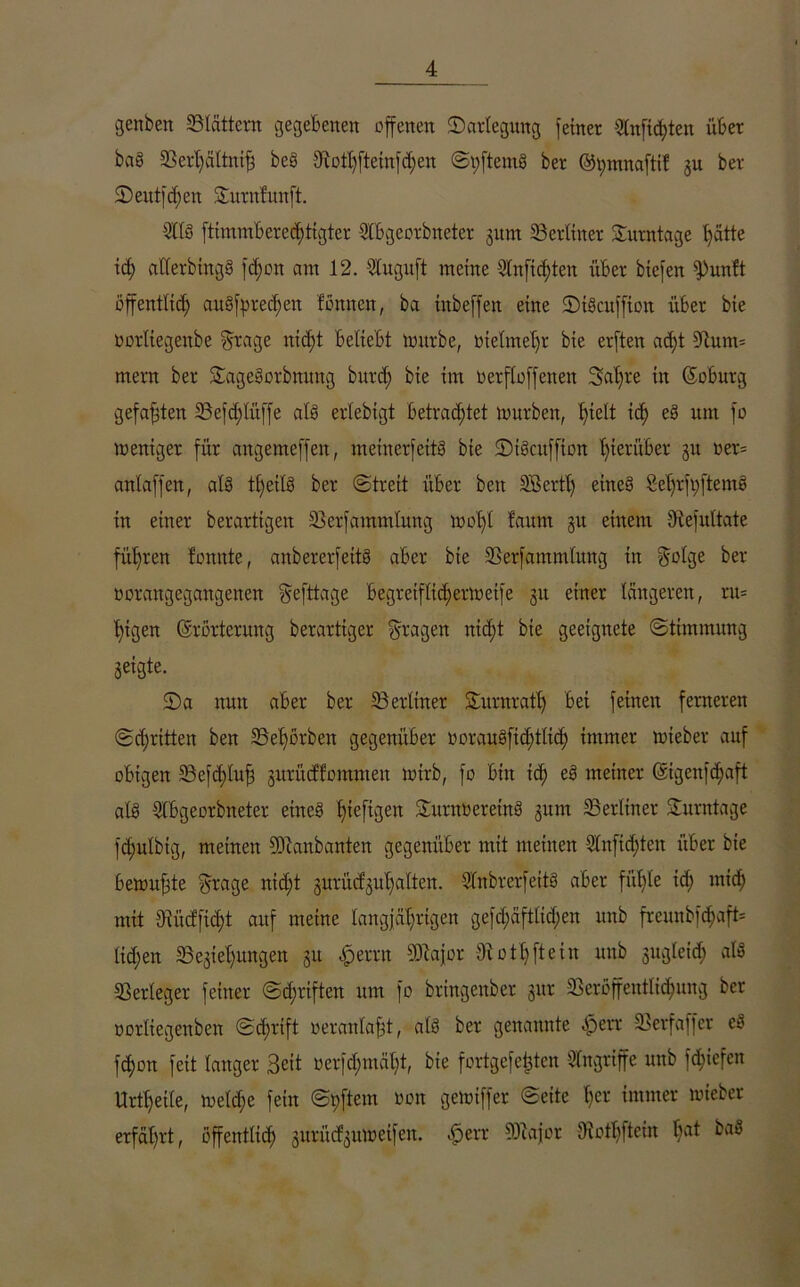 4
genden Blättern gegebenen offenen Darlegung seiner Ansichten über
das Verhältniß des Rothstein'schen Systems der Gymnastik zu der
Deutschen Turnkunft.
Als stimmberechtigter Abgeordneter zum Berliner Turntage hätte
ich allerdings schon am 12. August meine Ansichten über diesen Punkt
öffentlich aussprechen können, da indessen eine Discussion über die
vorliegende Frage nicht beliebt wurde, vielmehr die ersten acht Num=
mern der Tagesordnung durch die im verflossenen Jahre in Coburg
gefaßten Beschlüsse als erledigt betrachtet wurden, hielt ich es um so
weniger für angemessen, meinerseits die Discussion hierüber zu ver=
anlassen, als theils der Streit über den Werth eines Lehrsystems
in einer derartigen Versammlung wohl kaum zu einem Resultate
führen konnte, andererseits aber die Versammlung in Folge der
vorangegangenen Festtage begreiflicherweise zu einer längeren, ru=
higen Erörterung derartiger Fragen nicht die geeignete Stimmung
zeigte.
Da nun aber der Berliner Turnrath bei seinen ferneren
Schritten den Behörden gegenüber voraussichtlich immer wieder auf
obigen Beschluß zurückkommen wird, so bin ich es meiner Eigenschaft
als Abgeordneter eines hiesigen Turnvereins zum Berliner Turntage
schuldig, meinen Mandanten gegenüber mit meinen Ansichten über die
bewußte Frage nicht zurückzuhalten. Andrerseits aber fühle ich mich
mit Rücksicht auf meine langjährigen geschäftlichen und freundschaft=
lichen Beziehungen zu Herrn Major Rothstein und zugleich als
Verleger seiner Schriften um so dringender zur Veröffentlichung der
vorliegenden Schrift veranlaßt, als der genannte Herr Verfasser es
schon seit langer Zeit verschmäht, die fortgesetzten Angriffe und schiefen
Urtheile, welche sein System von gewisser Seite her immer wieder
erfährt, öffentlich zurückzuweisen. Herr Major Rothstein hat das